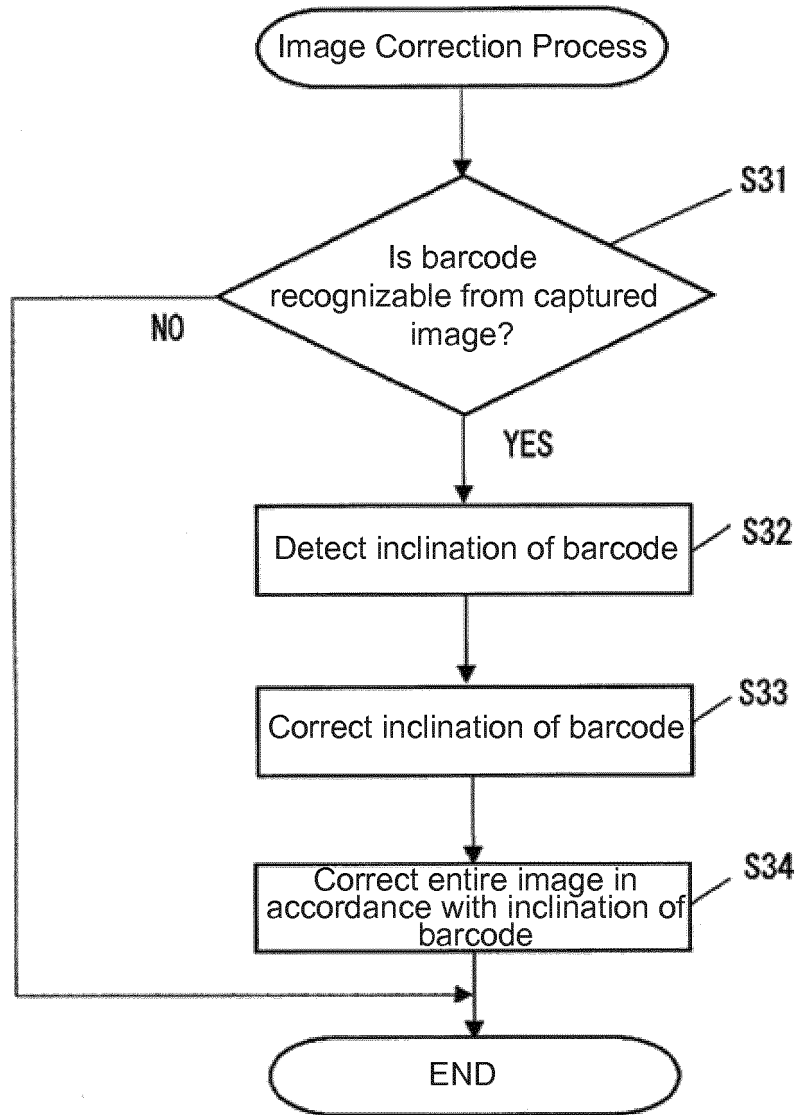 Image Correction Process
S31
Is barcode
recognizable from captured
image?
NO
YES
Detect inclination of barcode
S32
Correct inclination of barcode
S33
Correct entire image in
accordance with inclination of
barcode
S34
END